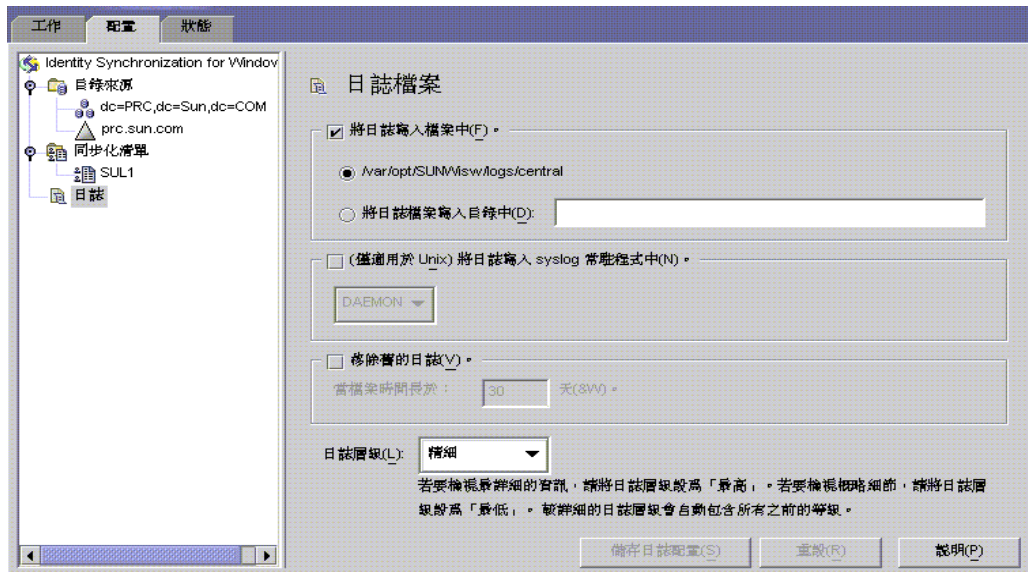 工作 配置 狀態
Identity Synchronization for Window
目錄來源
dc=PRC,dc=Sun,dc=COM
prc.sun.com
同步化清單
SUL1
日誌
日誌檔案
將日誌寫入檔案中(F)。
/var/opt/SUNWisw/logs/central
將日誌檔案寫入目錄中(D):
(僅適用於 Unix) 將日誌寫入 syslog 常駐程式中(N)。
DAEMON
移除舊的日誌(V)。
當檔案時間長於： 30 天(&W)。
日誌層級(L): 精細
若要檢視最詳細的資訊，請將日誌層級設為「最高」。若要檢視概略細節，請將日誌層
級設為「最低」。 較詳細的日誌層級會自動包含所有之前的等級。
儲存日誌配置(S) 重設(R) 說明(P)